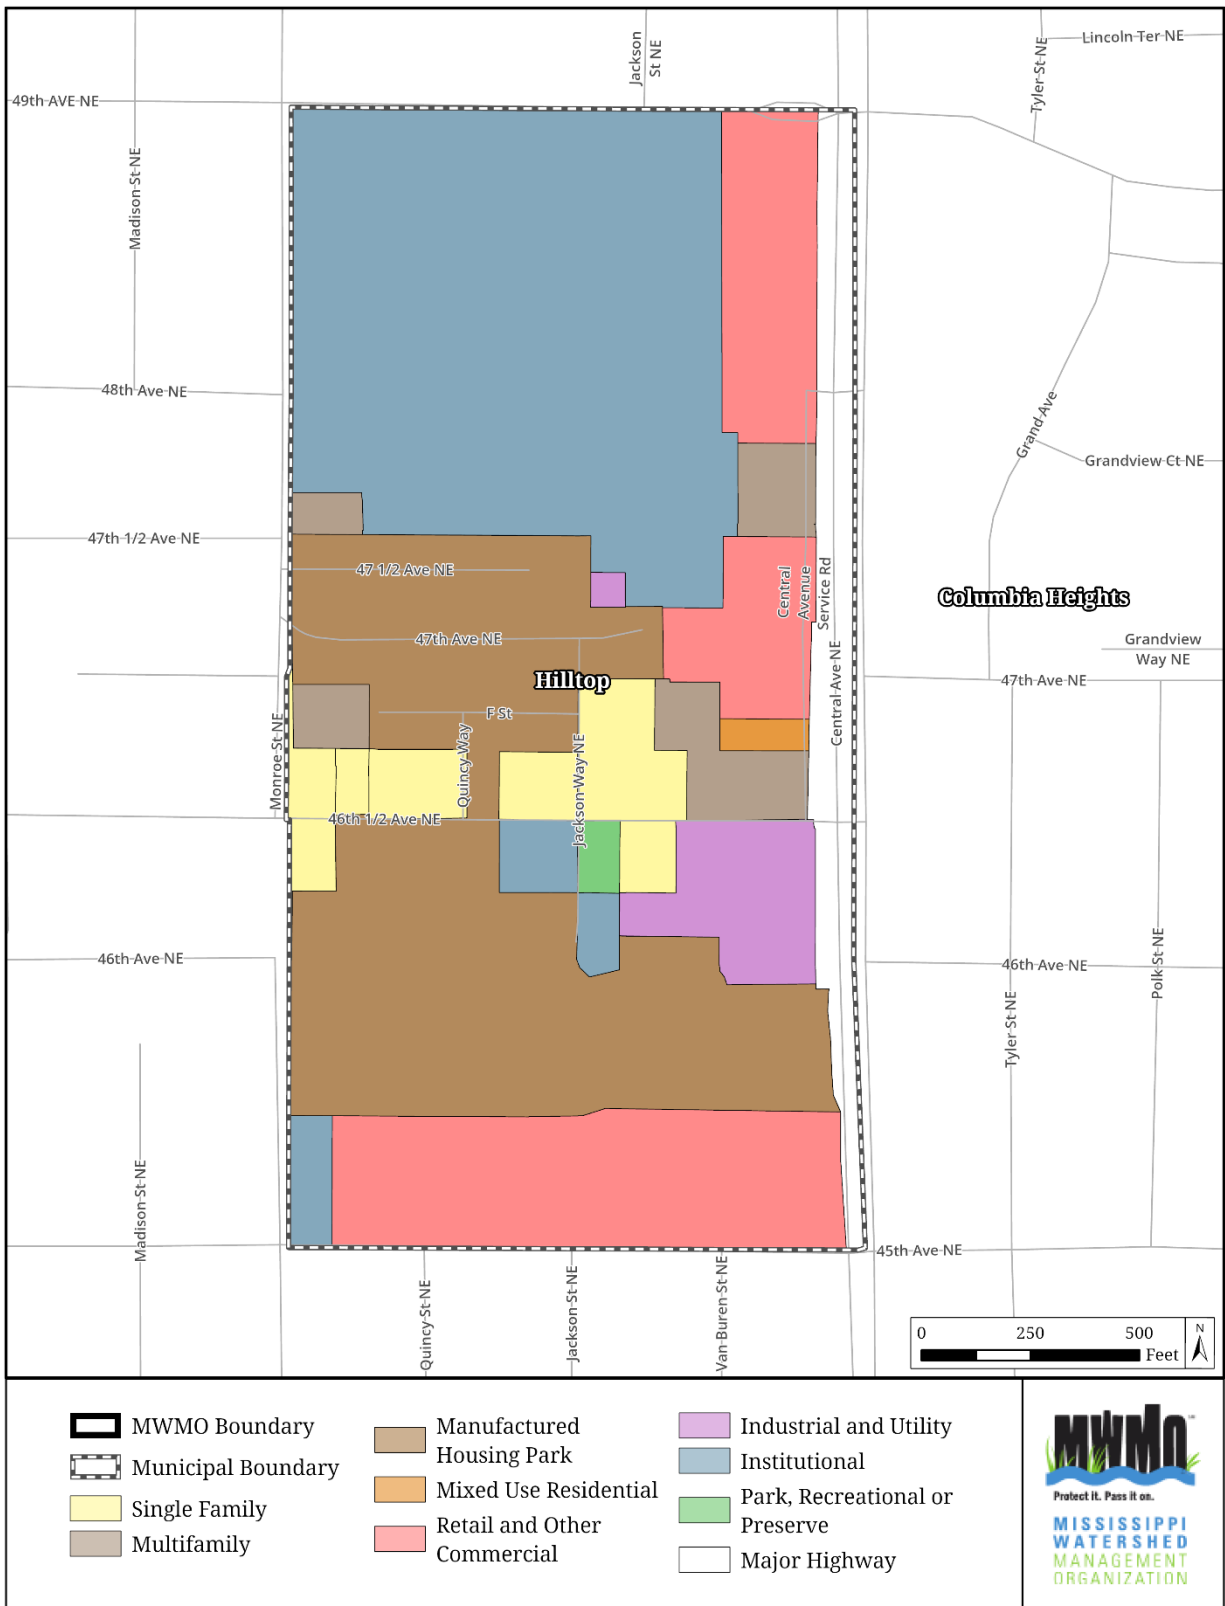 Lincoln Ter NE
Jackson
St NE
Tyler St NE
49th AVE NE
Madison St NE
48th Ave NE
Grand Ave
Grandview Ct NE
47th 1/2 Ave NE
47 1/2 Ave NE
Central
Avenue
Service Rd
Columbia Heights
47th Ave NE
Grandview
Way NE
Hilltop
47th Ave NE
Central Ave NE
F St
Monroe St NE
Quincy Way
Jackson Way NE
46th 1/2 Ave NE
46th Ave NE
46th Ave NE
Polk St NE
Tyler St NE
Madison St NE
45th Ave NE
Quincy St NE
Jackson St NE
Van Buren St NE
0 250 500
Feet
N
MWMO Boundary
Municipal Boundary
Single Family
Multifamily
Manufactured
Housing Park
Mixed Use Residential
Retail and Other
Commercial
Industrial and Utility
Institutional
Park, Recreational or
Preserve
Major Highway
MWMO
Protect it. Pass it on.
MISSISSIPPI
WATERSHED
MANAGEMENT
ORGANIZATION